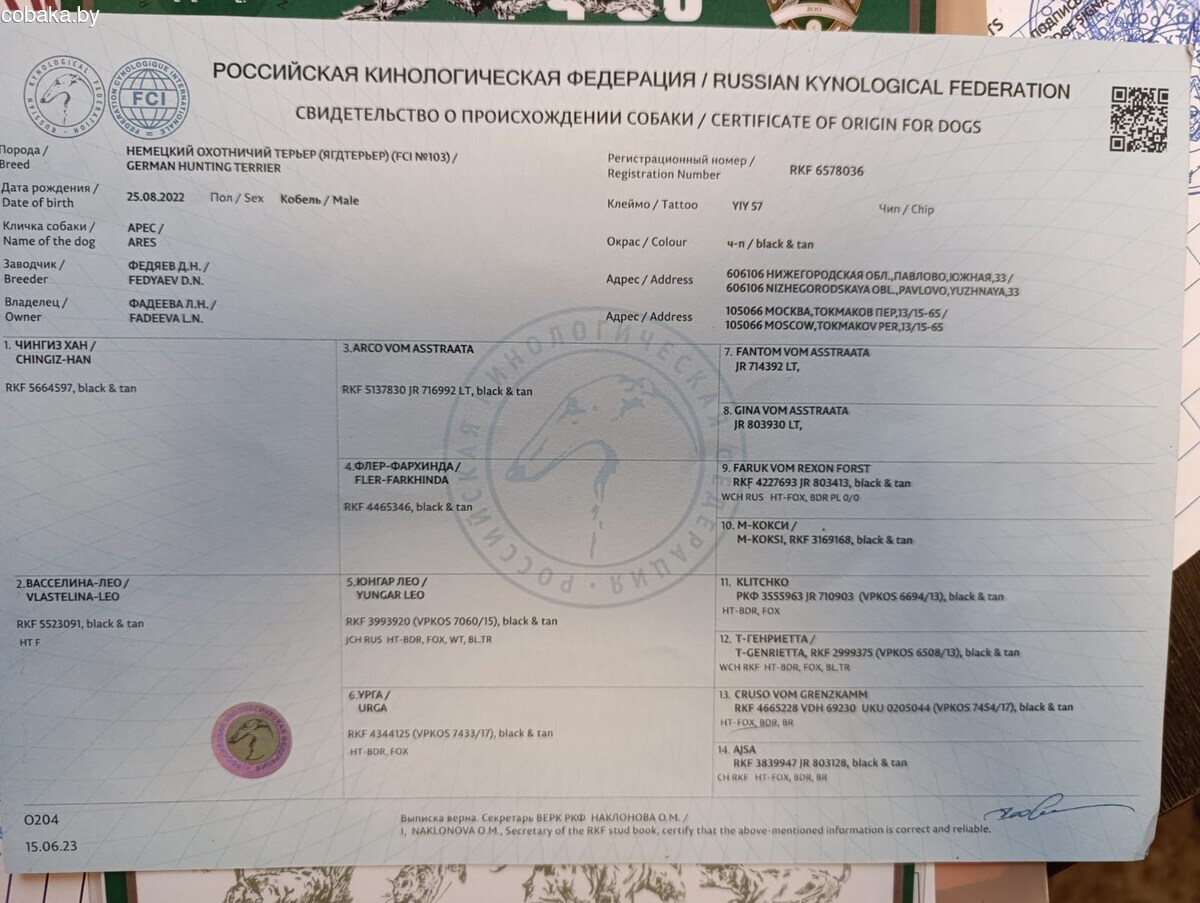 cobaka.by
РОССИЙСКАЯ КИНОЛОГИЧЕСКАЯ ФЕДЕРАЦИЯ / RUSSIAN KYNOLOGICAL FEDERATION
СВИДЕТЕЛЬСТВО О ПРОИСХОЖДЕНИИ СОБАКИ / CERTIFICATE OF ORIGIN FOR DOGS
RUSSIAN KYNOLOGICAL FEDERATION
FEDERATION CYNOLOGIQUE INTERNATIONALE
FCI
Порода /
Breed
НЕМЕЦКИЙ ОХОТНИЧИЙ ТЕРЬЕР (ЯГДТЕРЬЕР) (FCI №103) /
GERMAN HUNTING TERRIER
Регистрационный номер /
Registration Number
RKF 6578036
Дата рождения /
Date of birth
25.08.2022 Пол / Sex Кобель / Male
Клеймо / Tattoo YIY 57 Чип / Chip
Кличка собаки /
Name of the dog
АРЕС /
ARES
Окрас / Colour ч-п / black & tan
Заводчик /
Breeder
ФЕДЯЕВ Д.Н. /
FEDYAEV D.N.
Адрес / Address
606106 НИЖЕГОРОДСКАЯ ОБЛ.,ПАВЛОВО,ЮЖНАЯ,33 /
606106 NIZHEGORODSKAYA OBL.,PAVLOVO,YUZHNAYA,33
Владелец /
Owner
ФАДЕЕВА Л.Н. /
FADEEVA L.N.
Адрес / Address
105066 МОСКВА,ТОКМАКОВ ПЕР,13/15-65 /
105066 MOSCOW,TOKMAKOV PER,13/15-65
1. ЧИНГИЗ ХАН /
CHINGIZ-HAN
RKF 5664597, black & tan
2.ВАССЕЛИНА-ЛЕО /
VLASTELINA-LEO
RKF 5523091, black & tan
HT F
3.ARCO VOM ASSTRAATA
RKF 5137830 JR 716992 LT, black & tan
4.ФЛЕР-ФАРХИНДА /
FLER-FARKHINDA
RKF 4465346, black & tan
5.ЮНГАР ЛЕО /
YUNGAR LEO
RKF 3993920 (VPKOS 7060/15), black & tan
JCH RUS HT-BDR, FOX, WT, BL.TR
6.УРГА /
URGA
RKF 4344125 (VPKOS 7433/17), black & tan
HT-BDR, FOX
7. FANTOM VOM ASSTRAATA
JR 714392 LT,
8. GINA VOM ASSTRAATA
JR 803930 LT,
9. FARUK VOM REXON FORST
RKF 4227693 JR 803413, black & tan
WCH RUS HT-FOX, BDR PL 0/0
10. М-КОКСИ /
M-KOKSI, RKF 3169168, black & tan
11. KLITCHKO
РКФ 3555963 JR 710903 (VPKOS 6694/13), black & tan
HT-BDR, FOX
12. Т-ГЕНРИЕТТА /
T-GENRIETTA, RKF 2999375 (VPKOS 6508/13), black & tan
WCH RKF HT-BDR, FOX, BL.TR
13. CRUSO VOM GRENZKAMM
RKF 4665228 VDH 69230 UKU 0205044 (VPKOS 7454/17), black & tan
HT-FOX, BDR, BR
14. AJSA
RKF 3839947 JR 803128, black & tan
CH RKF HT-FOX, BDR, BR
РОССИЙСКАЯ КИНОЛОГИЧЕСКАЯ ФЕДЕРАЦИЯ
O204
15.06.23
Выписка верна. Секретарь ВЕРК РКФ НАКЛОНОВА О.М. /
I, NAKLONOVA O.M., Secretary of the RKF stud book, certify that the above-mentioned information is correct and reliable.